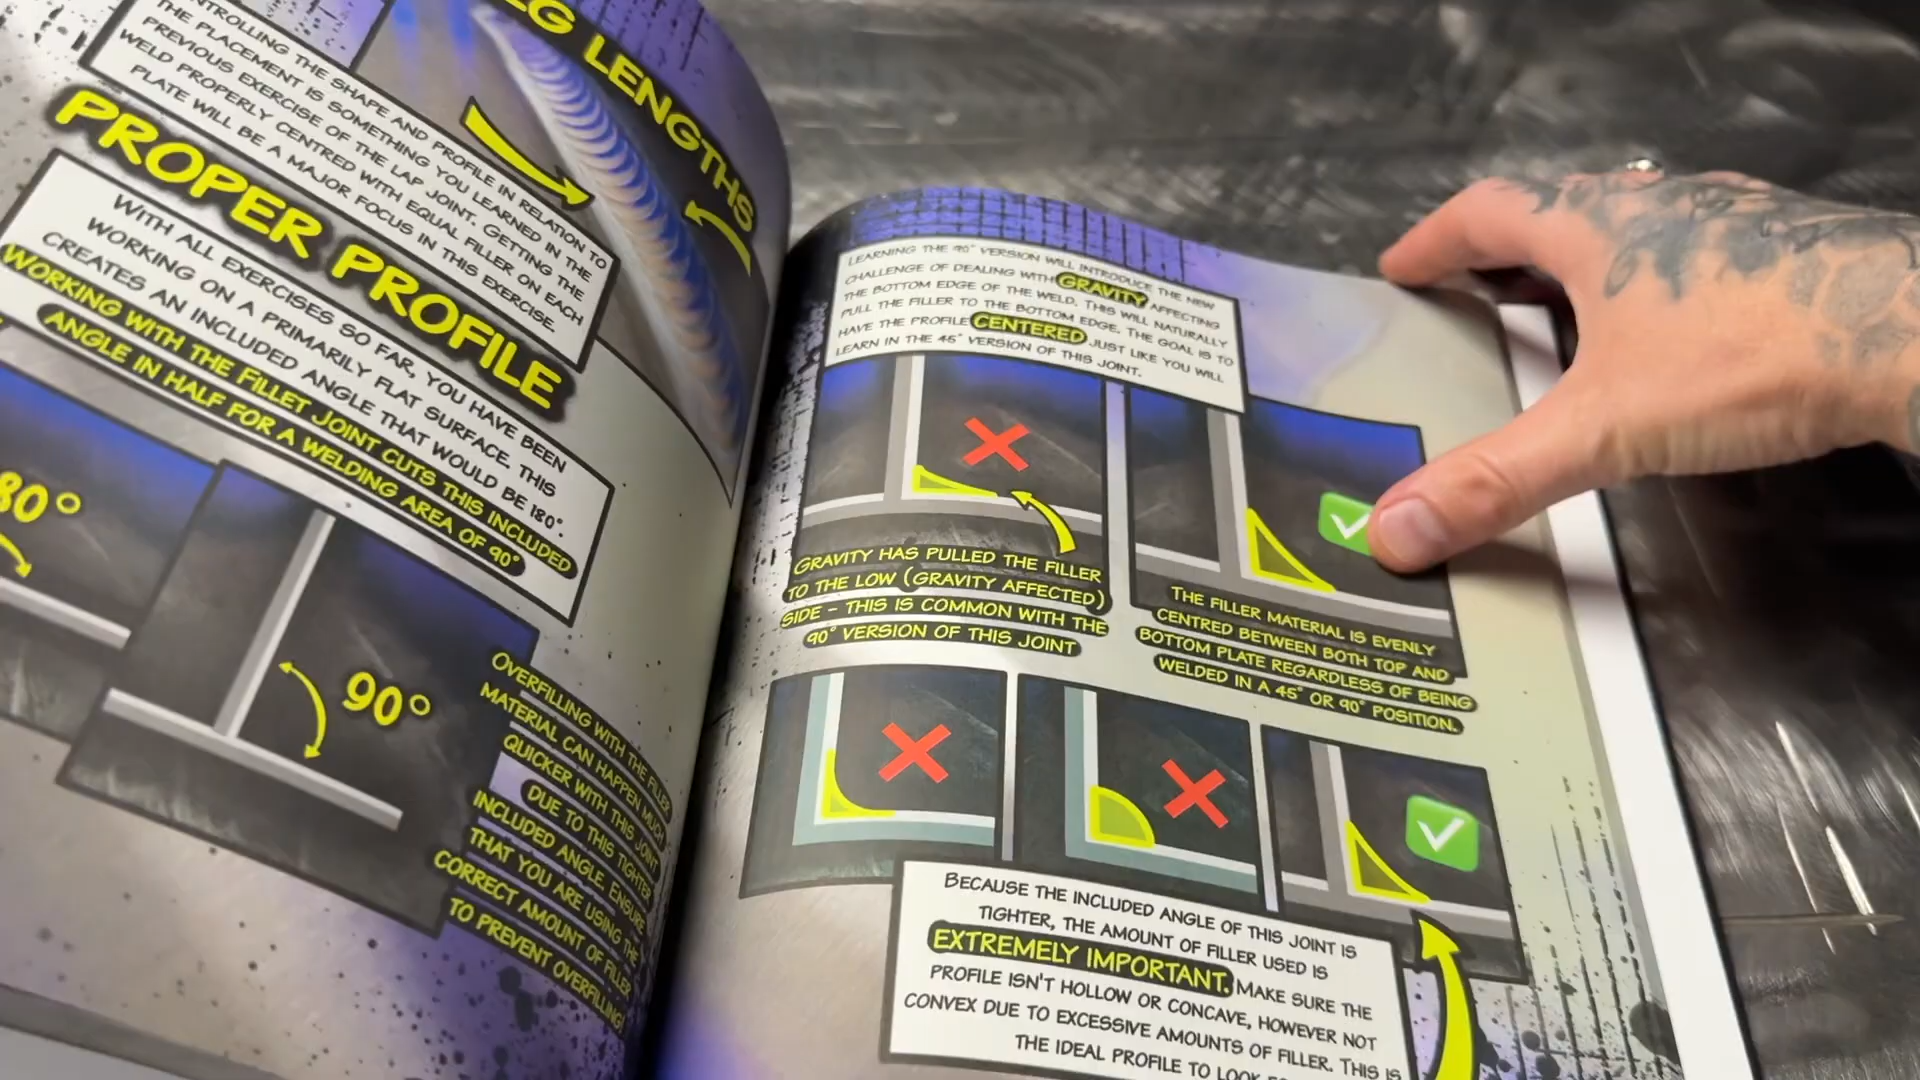 LEG LENGTHS
CONTROLLING THE SHAPE AND PROFILE IN RELATION TO
THE PLACEMENT IS SOMETHING YOU LEARNED IN THE
PREVIOUS EXERCISE OF THE LAP JOINT. GETTING THE
WELD PROPERLY CENTRED WITH EQUAL FILLER ON EACH
PLATE WILL BE A MAJOR FOCUS IN THIS EXERCISE.
PROPER PROFILE
WITH ALL EXERCISES SO FAR, YOU HAVE BEEN
WORKING ON A PRIMARILY FLAT SURFACE. THIS
CREATES AN INCLUDED ANGLE THAT WOULD BE 180°.
WORKING WITH THE FILLET JOINT CUTS THIS INCLUDED
ANGLE IN HALF FOR A WELDING AREA OF 90°
80°
90°
OVERFILLING WITH THE FILLER
MATERIAL CAN HAPPEN MUCH
QUICKER WITH THIS JOINT
DUE TO THIS TIGHTER
INCLUDED ANGLE. ENSURE
THAT YOU ARE USING THE
CORRECT AMOUNT OF FILLER
TO PREVENT OVERFILLING!
LEARNING THE 90° VERSION WILL INTRODUCE THE NEW
CHALLENGE OF DEALING WITH GRAVITY AFFECTING
THE BOTTOM EDGE OF THE WELD. THIS WILL NATURALLY
PULL THE FILLER TO THE BOTTOM EDGE. THE GOAL IS TO
HAVE THE PROFILE CENTERED JUST LIKE YOU WILL
LEARN IN THE 45° VERSION OF THIS JOINT.
GRAVITY HAS PULLED THE FILLER
TO THE LOW (GRAVITY AFFECTED)
SIDE - THIS IS COMMON WITH THE
90° VERSION OF THIS JOINT
THE FILLER MATERIAL IS EVENLY
CENTRED BETWEEN BOTH TOP AND
BOTTOM PLATE REGARDLESS OF BEING
WELDED IN A 45° OR 90° POSITION.
BECAUSE THE INCLUDED ANGLE OF THIS JOINT IS
TIGHTER, THE AMOUNT OF FILLER USED IS
EXTREMELY IMPORTANT. MAKE SURE THE
PROFILE ISN'T HOLLOW OR CONCAVE, HOWEVER NOT
CONVEX DUE TO EXCESSIVE AMOUNTS OF FILLER. THIS IS
THE IDEAL PROFILE TO LOOK